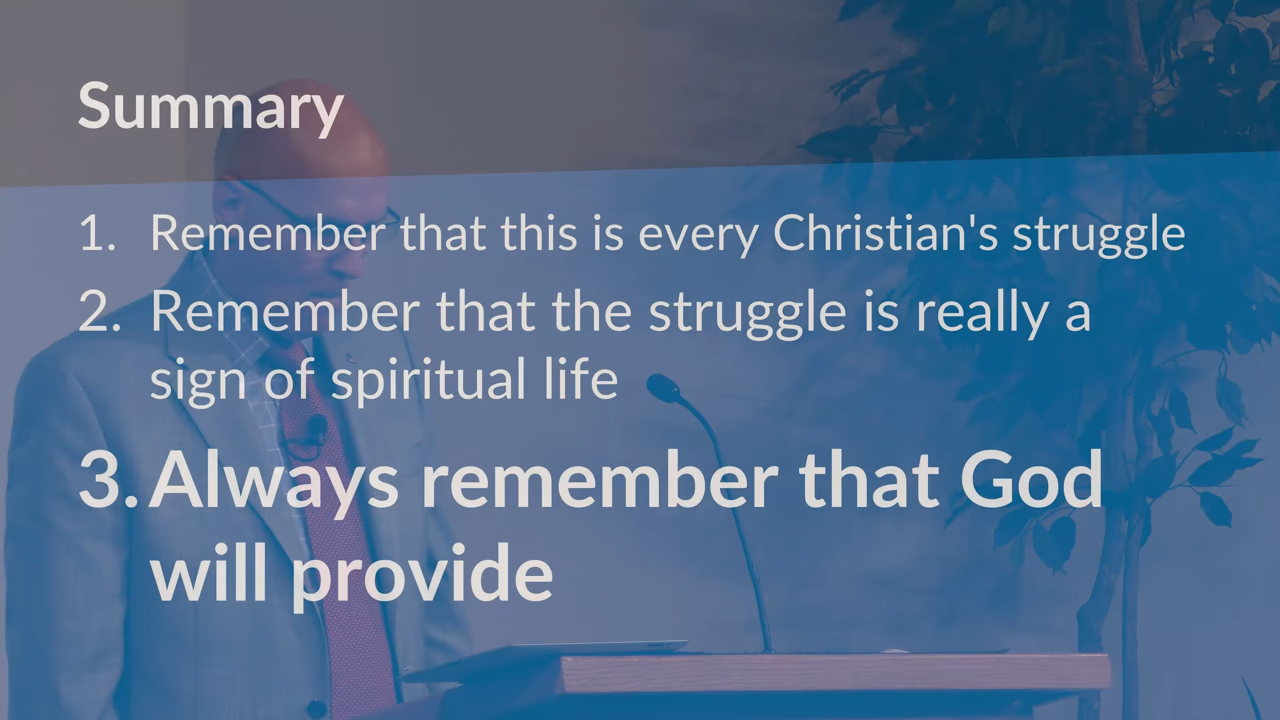 Summary
1. Remember that this is every Christian's struggle
2. Remember that the struggle is really a
sign of spiritual life
3. Always remember that God
will provide